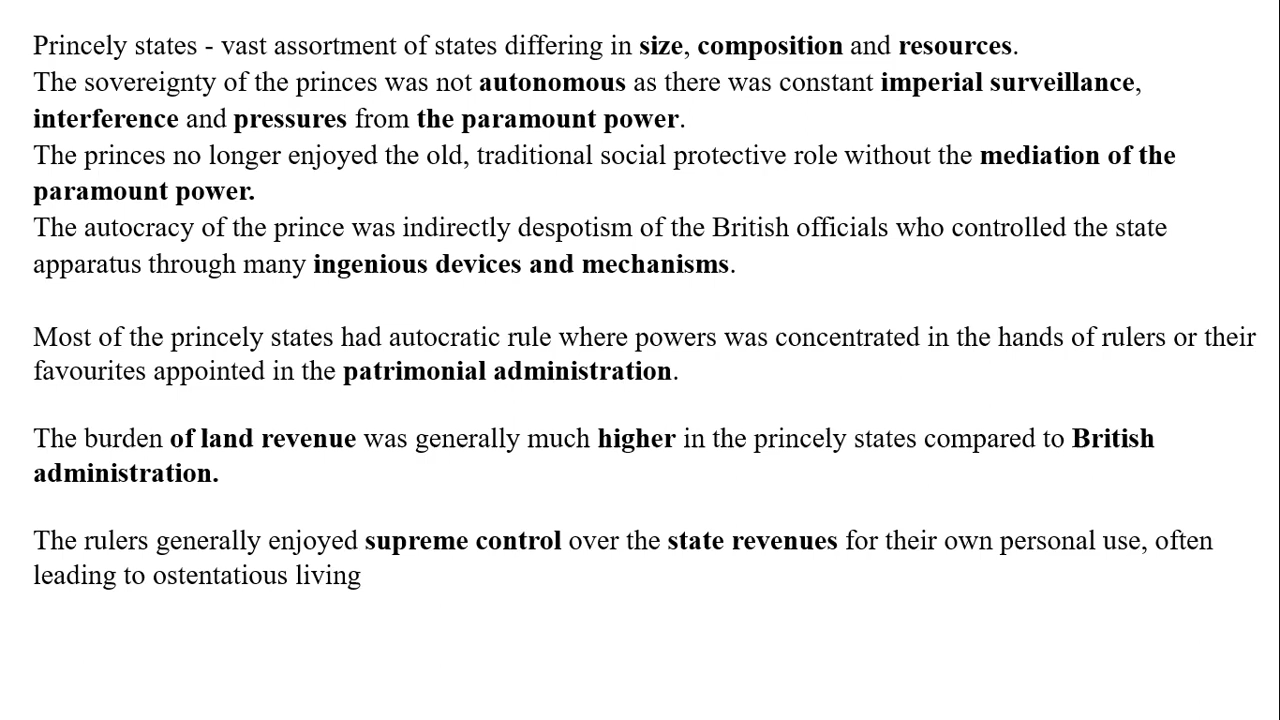 Princely states - vast assortment of states differing in size, composition and resources.
The sovereignty of the princes was not autonomous as there was constant imperial surveillance,
interference and pressures from the paramount power.
The princes no longer enjoyed the old, traditional social protective role without the mediation of the
paramount power.
The autocracy of the prince was indirectly despotism of the British officials who controlled the state
apparatus through many ingenious devices and mechanisms.
Most of the princely states had autocratic rule where powers was concentrated in the hands of rulers or their
favourites appointed in the patrimonial administration.
The burden of land revenue was generally much higher in the princely states compared to British
administration.
The rulers generally enjoyed supreme control over the state revenues for their own personal use, often
leading to ostentatious living